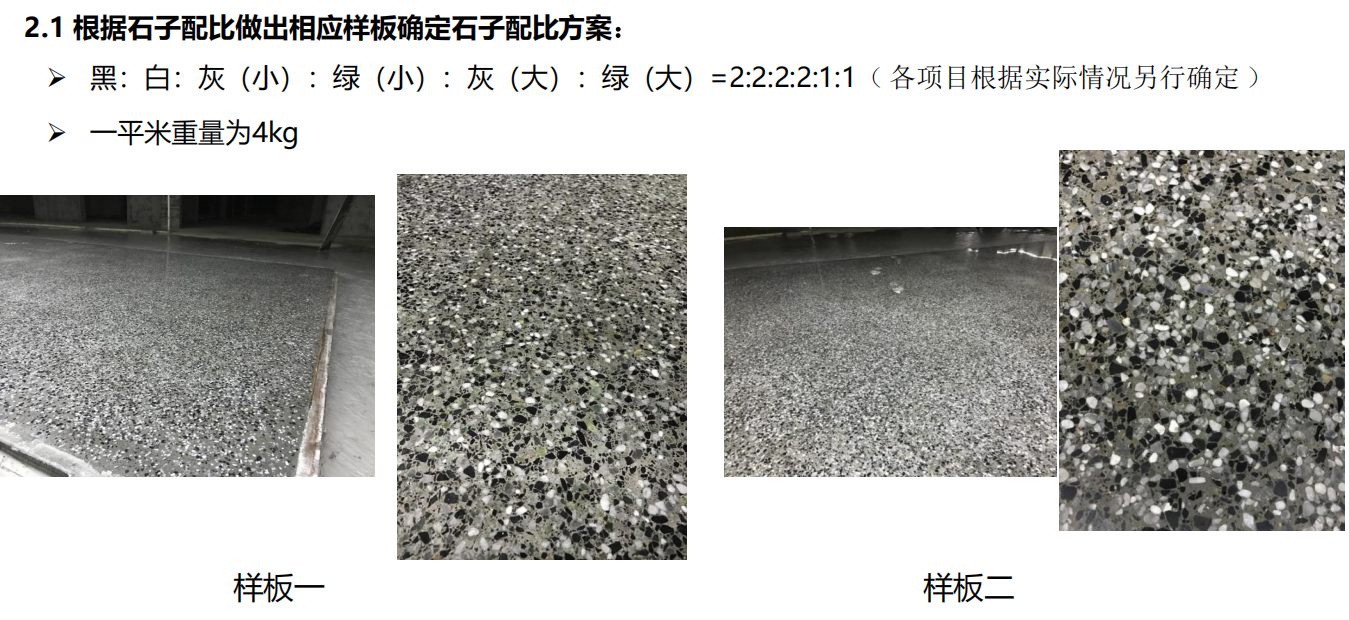 2.1 根据石子配比做出相应样板确定石子配比方案：
➢ 黑：白：灰（小）：绿（小）：灰（大）：绿（大）=2:2:2:2:1:1（ 各项目根据实际情况另行确定 ）
➢ 一平米重量为4kg
样板一
样板二